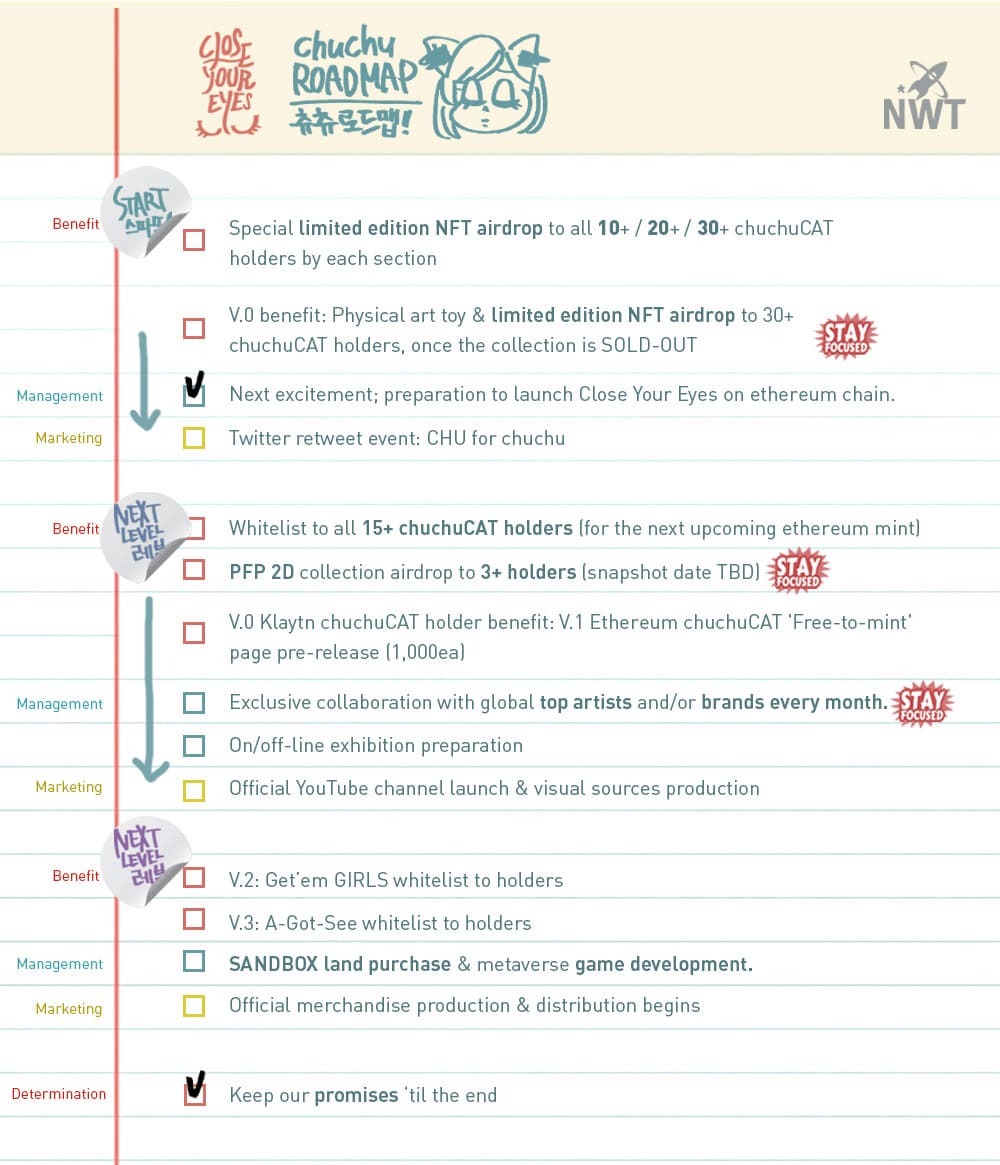 CLOSE
YOUR
EYES
chuchu
ROADMAP
츄츄로드맵!
NWT
START
스타트!
Benefit
Special limited edition NFT airdrop to all 10+ / 20+ / 30+ chuchuCAT
holders by each section
V.0 benefit: Physical art toy & limited edition NFT airdrop to 30+
chuchuCAT holders, once the collection is SOLD-OUT
STAY
FOCUSED
Management
Next excitement; preparation to launch Close Your Eyes on ethereum chain.
Marketing
Twitter retweet event: CHU for chuchu
NEXT
LEVEL
레브
Benefit
Whitelist to all 15+ chuchuCAT holders (for the next upcoming ethereum mint)
PFP 2D collection airdrop to 3+ holders (snapshot date TBD)
STAY
FOCUSED
V.0 Klaytn chuchuCAT holder benefit: V.1 Ethereum chuchuCAT 'Free-to-mint'
page pre-release (1,000ea)
Management
Exclusive collaboration with global top artists and/or brands every month.
STAY
FOCUSED
On/off-line exhibition preparation
Marketing
Official YouTube channel launch & visual sources production
NEXT
LEVEL
레브
Benefit
V.2: Get'em GIRLS whitelist to holders
V.3: A-Got-See whitelist to holders
Management
SANDBOX land purchase & metaverse game development.
Marketing
Official merchandise production & distribution begins
Determination
Keep our promises ‘til the end